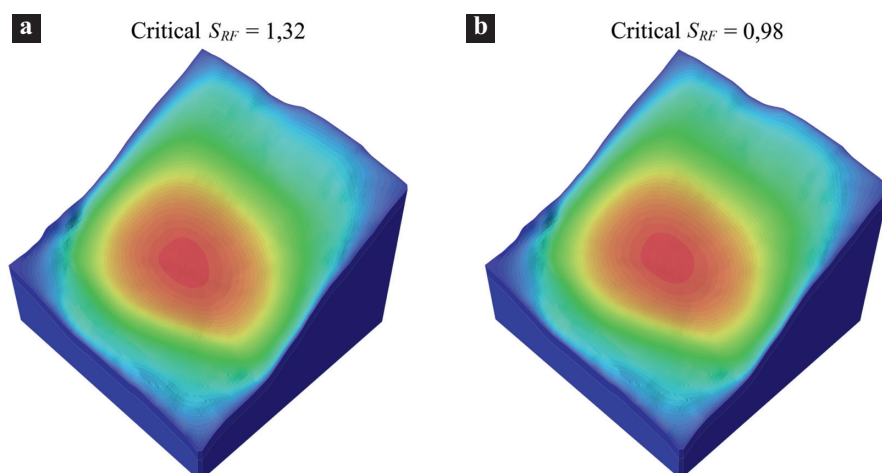 a
Critical S_RF = 1,32
b
Critical S_RF = 0,98